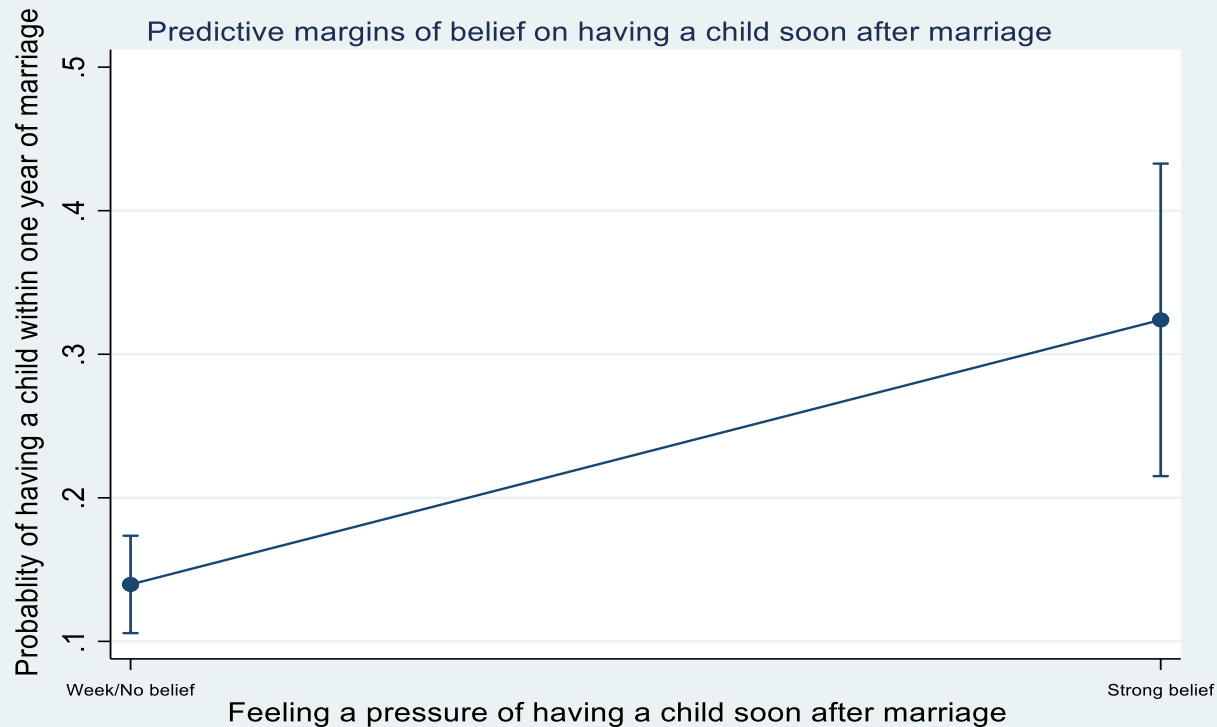 Predictive margins of belief on having a child soon after marriage
Probablity of having a child within one year of marriage
.5
.4
.3
.2
.1
Week/No belief
Strong belief
Feeling a pressure of having a child soon after marriage